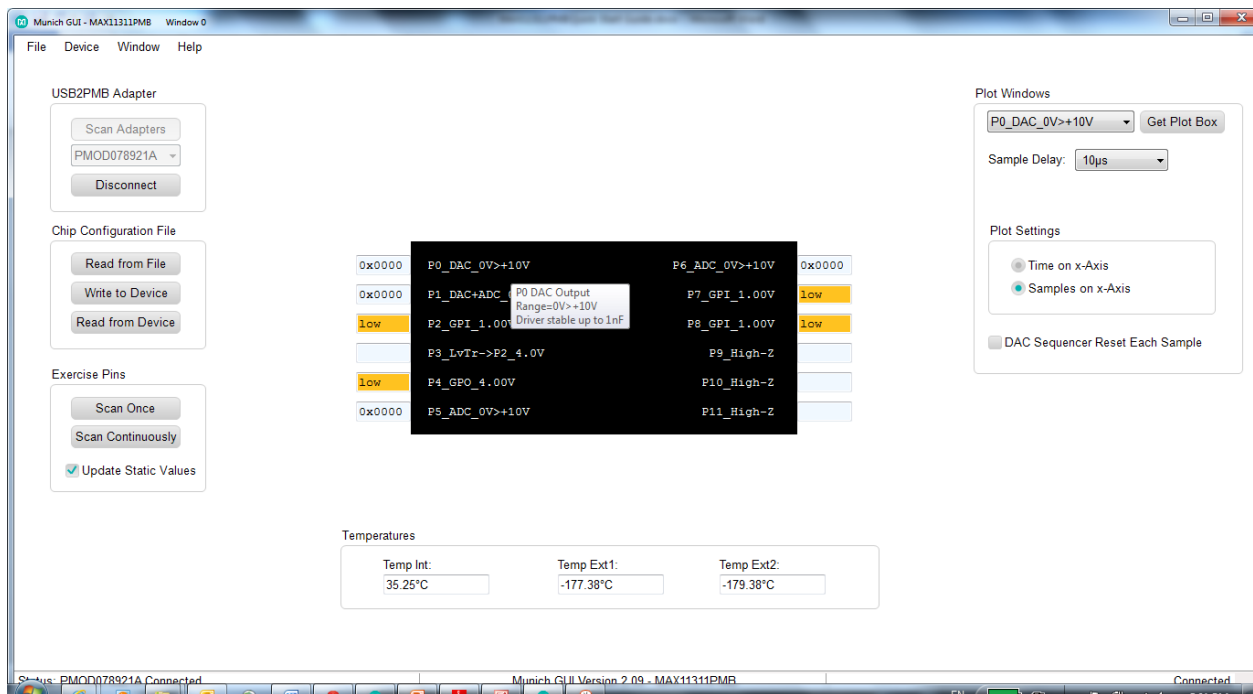 Munich GUI - MAX11311PMB Window 0
File Device Window Help
USB2PMB Adapter
Scan Adapters
PMOD078921A
Disconnect
Chip Configuration File
Read from File
Write to Device
Read from Device
Exercise Pins
Scan Once
Scan Continuously
Update Static Values
0x0000 P0_DAC_0V>+10V P6_ADC_0V>+10V 0x0000
0x0000 P1_DAC+ADC_ P7_GPI_1.00V low
low P2_GPI_1.00 P8_GPI_1.00V low
P3_LvTr->P2_4.0V P9_High-Z
low P4_GPO_4.00V P10_High-Z
0x0000 P5_ADC_0V>+10V P11_High-Z
P0 DAC Output
Range=0V>+10V
Driver stable up to 1nF
Temperatures
Temp Int: Temp Ext1: Temp Ext2:
35.25°C -177.38°C -179.38°C
Plot Windows
P0_DAC_0V>+10V Get Plot Box
Sample Delay: 10µs
Plot Settings
Time on x-Axis
Samples on x-Axis
DAC Sequencer Reset Each Sample
Status: PMOD078921A Connected Munich GUI Version 2.09 - MAX11311PMB Connected
EN